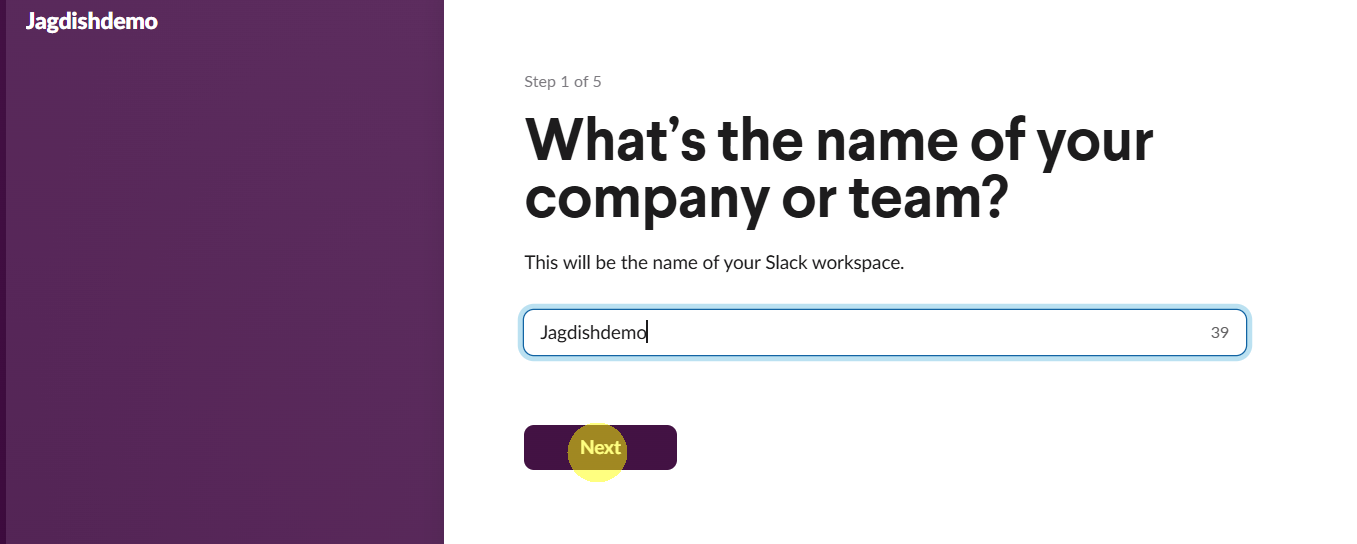 Jagdishdemo
Step 1 of 5
What’s the name of your
company or team?
This will be the name of your Slack workspace.
Jagdishdemo 39
Next